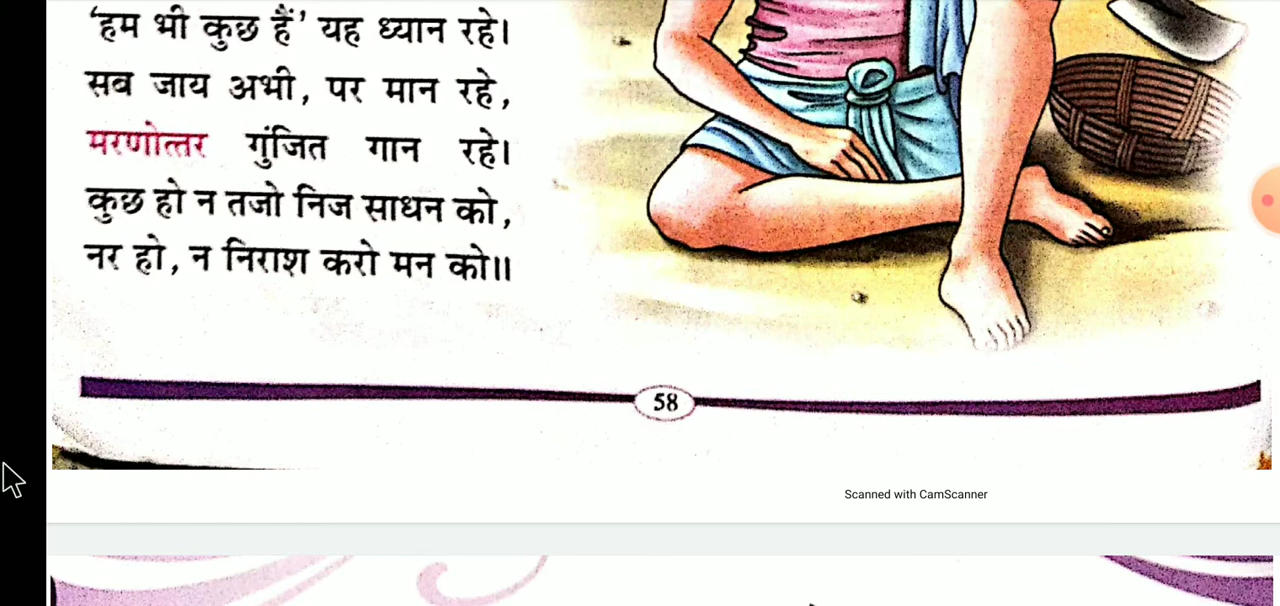 ‘हम भी कुछ हैं’ यह ध्यान रहे।
सब जाय अभी, पर मान रहे,
मरणोत्तर गुंजित गान रहे।
कुछ हो न तजो निज साधन को,
नर हो, न निराश करो मन को॥
58
Scanned with CamScanner